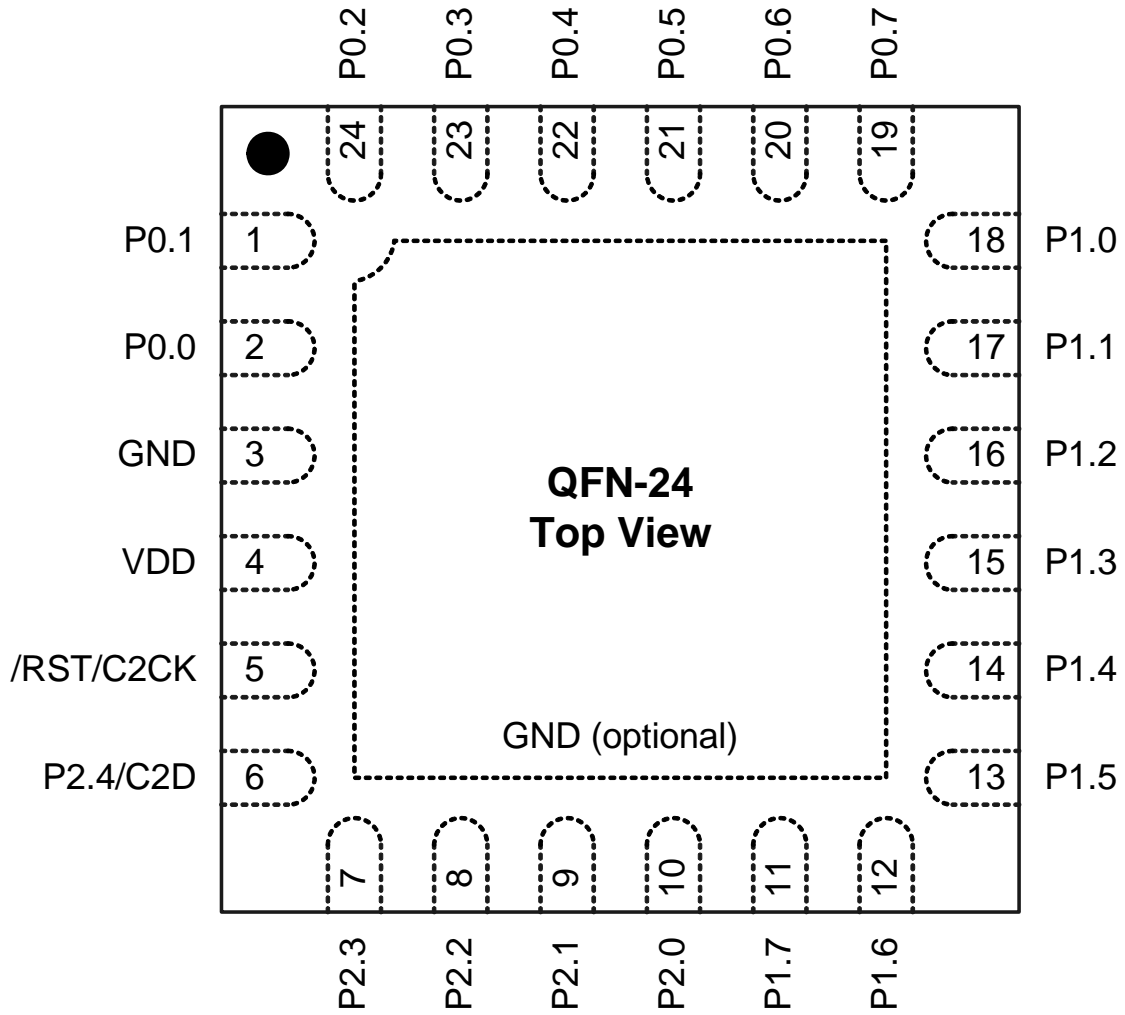 P0.2
P0.3
P0.4
P0.5
P0.6
P0.7
24
23
22
21
20
19
P0.1 1
18 P1.0
P0.0 2
17 P1.1
GND 3
16 P1.2
QFN-24
Top View
VDD 4
15 P1.3
/RST/C2CK 5
14 P1.4
GND (optional)
P2.4/C2D 6
13 P1.5
7
8
9
10
11
12
P2.3
P2.2
P2.1
P2.0
P1.7
P1.6